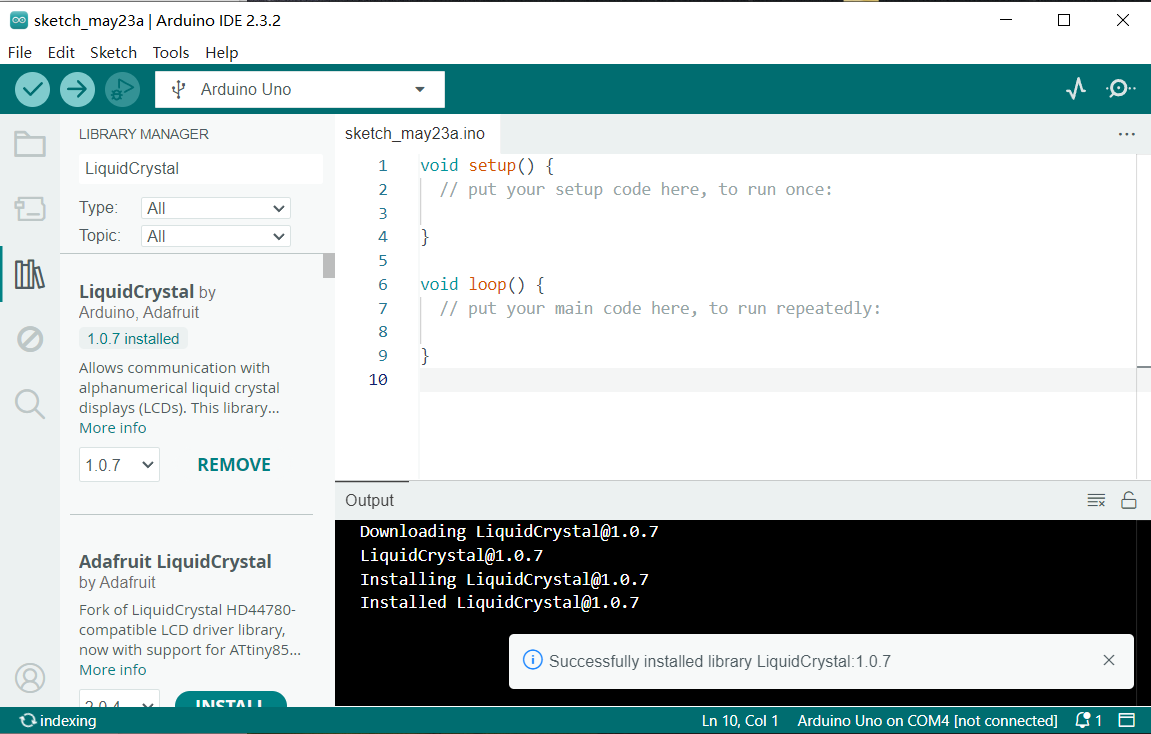 sketch_may23a | Arduino IDE 2.3.2
File Edit Sketch Tools Help
Arduino Uno
LIBRARY MANAGER
LiquidCrystal
Type: All
Topic: All
LiquidCrystal by
Arduino, Adafruit
1.0.7 installed
Allows communication with
alphanumerical liquid crystal
displays (LCDs). This library...
More info
1.0.7 REMOVE
Adafruit LiquidCrystal
by Adafruit
Fork of LiquidCrystal HD44780-
compatible LCD driver library,
now with support for ATtiny85...
More info
2.0.4 INSTALL
sketch_may23a.ino
1 void setup() {
2 // put your setup code here, to run once:
3
4 }
5
6 void loop() {
7 // put your main code here, to run repeatedly:
8
9 }
10
Output
Downloading LiquidCrystal@1.0.7
LiquidCrystal@1.0.7
Installing LiquidCrystal@1.0.7
Installed LiquidCrystal@1.0.7
Successfully installed library LiquidCrystal:1.0.7
indexing Ln 10, Col 1 Arduino Uno on COM4 [not connected] 1